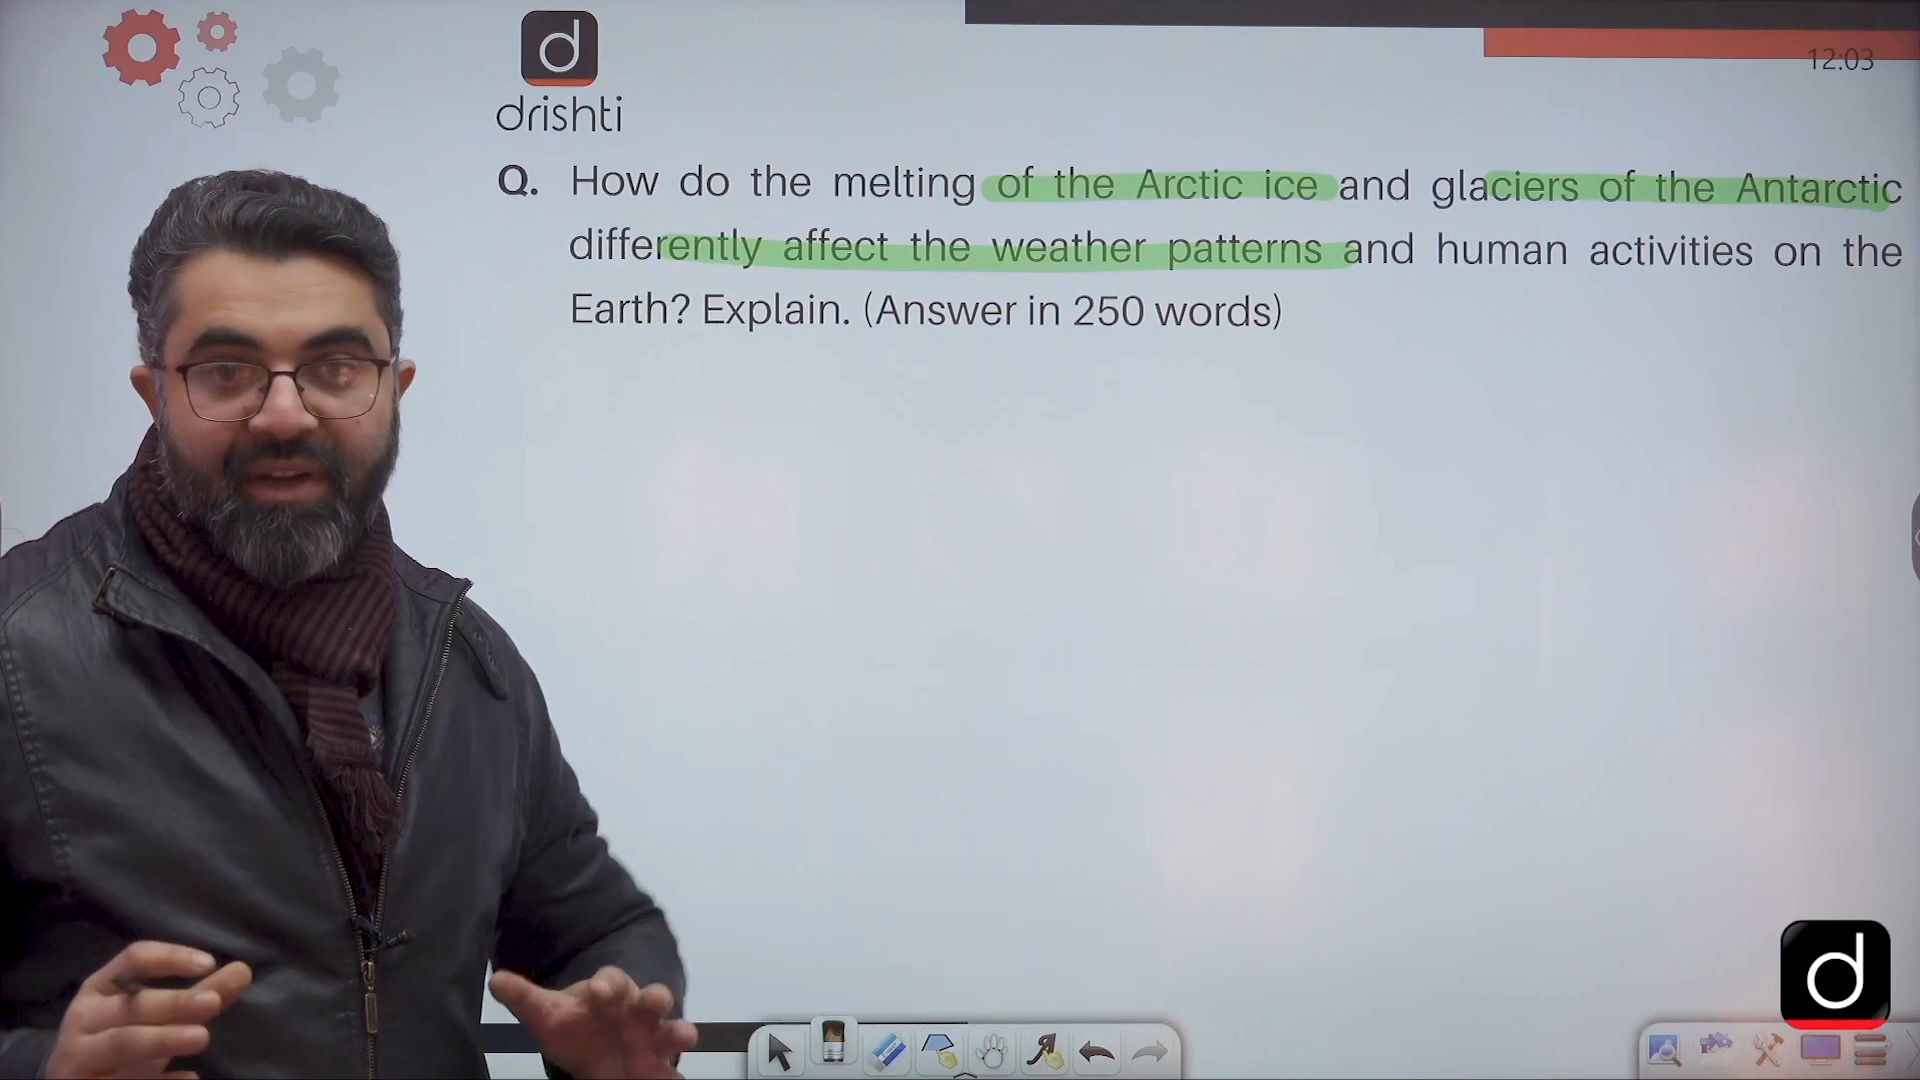 12:03
drishti
Q. How do the melting of the Arctic ice and glaciers of the Antarctic
differently affect the weather patterns and human activities on the
Earth? Explain. (Answer in 250 words)